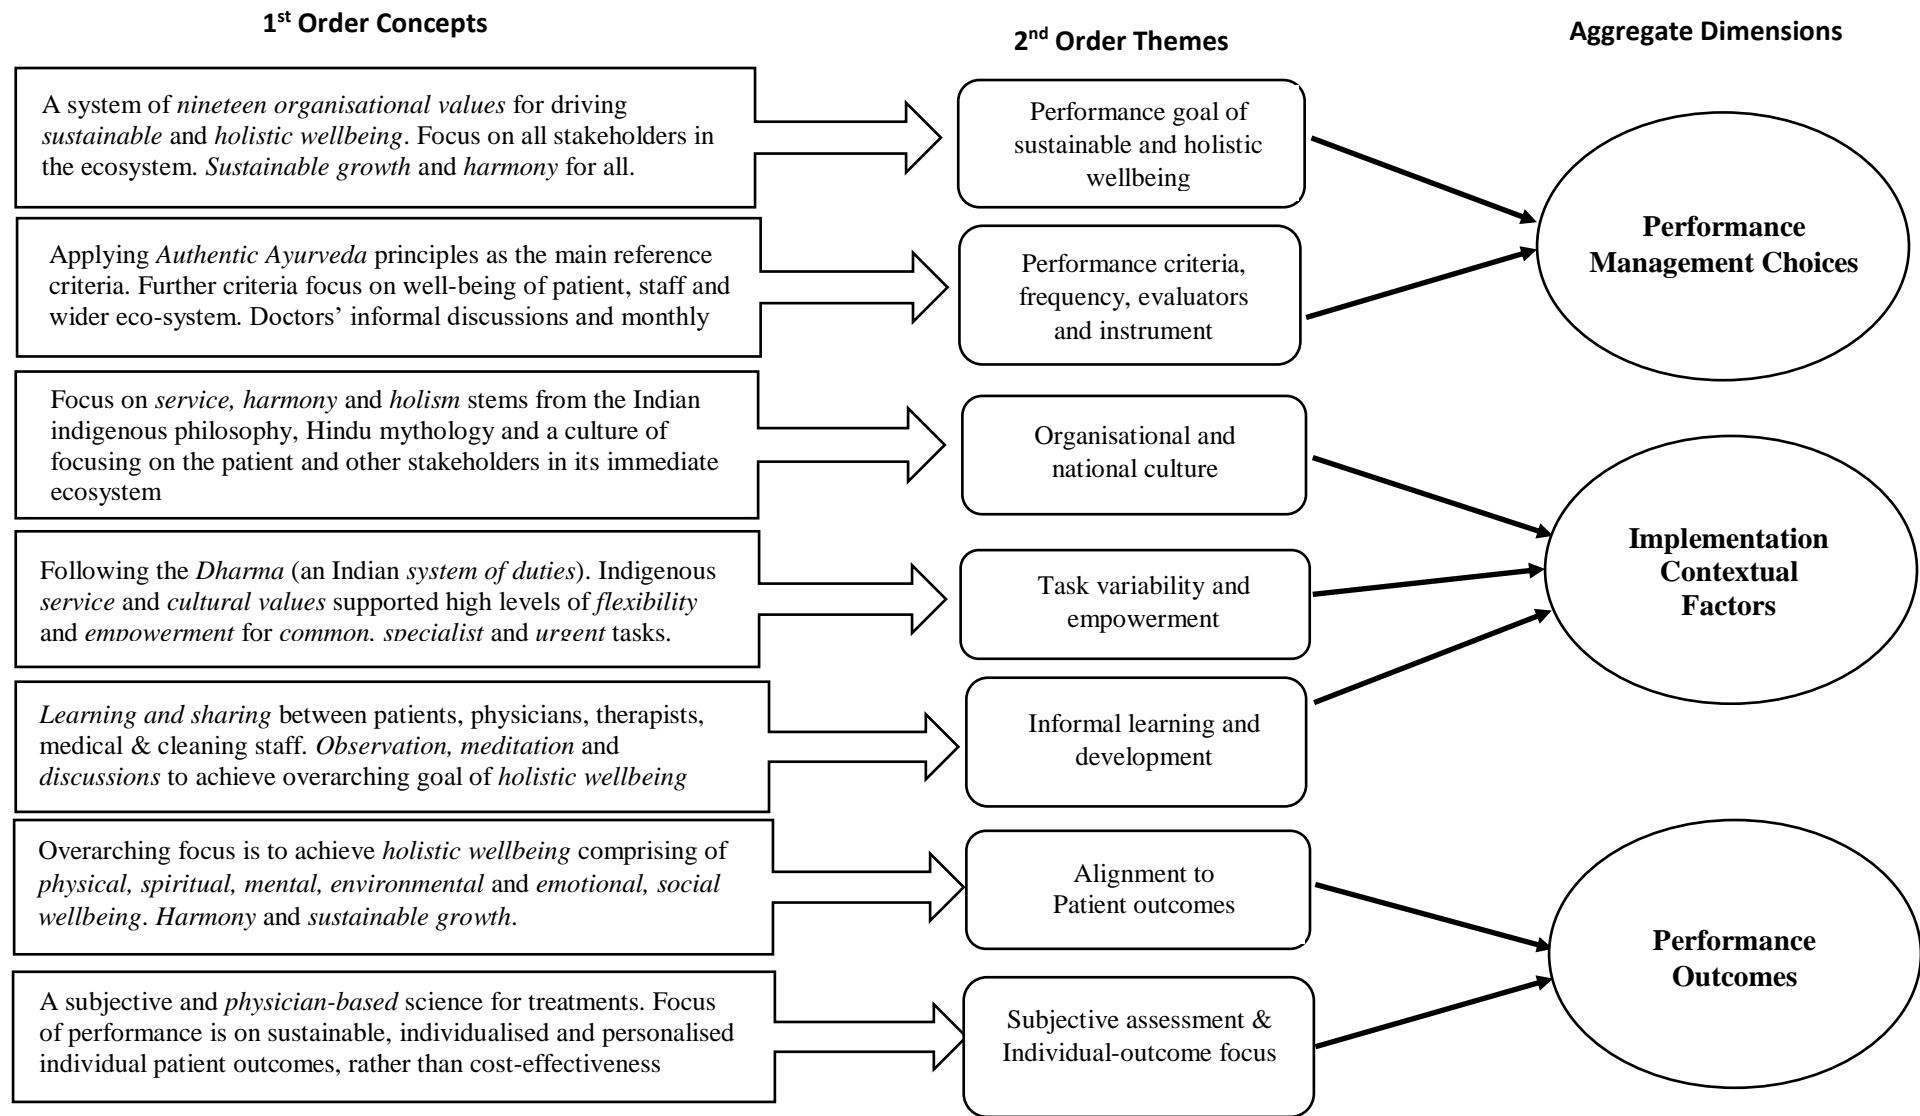 1st Order Concepts
2nd Order Themes
Aggregate Dimensions
A system of nineteen organisational values for driving
sustainable and holistic wellbeing. Focus on all stakeholders in
the ecosystem. Sustainable growth and harmony for all.
Performance goal of
sustainable and holistic
wellbeing
Performance
Management Choices
Applying Authentic Ayurveda principles as the main reference
criteria. Further criteria focus on well-being of patient, staff and
wider eco-system. Doctors’ informal discussions and monthly
Performance criteria,
frequency, evaluators
and instrument
Focus on service, harmony and holism stems from the Indian
indigenous philosophy, Hindu mythology and a culture of
focusing on the patient and other stakeholders in its immediate
ecosystem
Organisational and
national culture
Implementation
Contextual
Factors
Following the Dharma (an Indian system of duties). Indigenous
service and cultural values supported high levels of flexibility
and empowerment for common, specialist and urgent tasks.
Task variability and
empowerment
Learning and sharing between patients, physicians, therapists,
medical & cleaning staff. Observation, meditation and
discussions to achieve overarching goal of holistic wellbeing
Informal learning and
development
Overarching focus is to achieve holistic wellbeing comprising of
physical, spiritual, mental, environmental and emotional, social
wellbeing. Harmony and sustainable growth.
Alignment to
Patient outcomes
Performance
Outcomes
A subjective and physician-based science for treatments. Focus
of performance is on sustainable, individualised and personalised
individual patient outcomes, rather than cost-effectiveness
Subjective assessment &
Individual-outcome focus